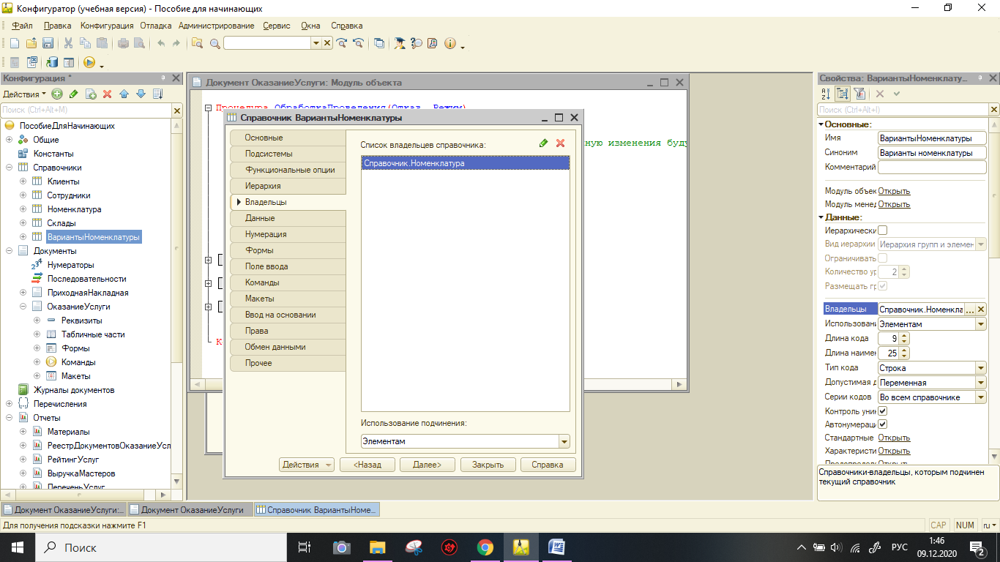 Конфигуратор (учебная версия) - Пособие для начинающих
Файл Правка Конфигурация Отладка Администрирование Сервис Окна Справка
Конфигурация *
Действия
Поиск (Ctrl+Alt+M)
ПособиеДляНачинающих
Общие
Константы
Справочники
Клиенты
Сотрудники
Номенклатура
Склады
ВариантыНоменклатуры
Документы
Нумераторы
Последовательности
ПриходнаяНакладная
ОказаниеУслуги
Реквизиты
Табличные части
Формы
Команды
Макеты
Журналы документов
Перечисления
Отчеты
Материалы
РеестрДокументовОказаниеУсл
РейтингУслуг
ВыручкаМастеров
ПереченьУслуг
Документ ОказаниеУслуги: Модуль объекта
Процедура ОбработкаПроведения(Отказ, Режим)
ную изменения буду
К
Справочник ВариантыНоменклатуры
Основные
Подсистемы
Функциональные опции
Иерархия
Владельцы
Данные
Нумерация
Формы
Поле ввода
Команды
Макеты
Ввод на основании
Права
Обмен данными
Прочее
Список владельцев справочника:
Справочник.Номенклатура
Использование подчинения:
Элементам
Действия <Назад Далее> Закрыть Справка
Свойства: ВариантыНоменклату...
Поиск (Ctrl+Alt+I)
Основные:
Имя ВариантыНоменклатуры
Синоним Варианты номенклатуры
Комментарий
Модуль объек Открыть
Модуль менед Открыть
Данные:
Иерархически
Вид иерархии Иерархия групп и элемен
Ограничивать
Количество ур 2
Размещать гр
Владельцы Справочник.Номенкла ...
Использовани Элементам
Длина кода 9
Длина наимен 25
Тип кода Строка
Допустимая д Переменная
Серии кодов Во всем справочнике
Контроль уни
Автонумераци
Стандартные Открыть
Характеристи Открыть
Предопредел Открыть
Справочники-владельцы, которым подчинен
текущий справочник
Документ ОказаниеУслуги:... Документ ОказаниеУслуги Справочник ВариантыНоме...
Для получения подсказки нажмите F1
CAP NUM ru
Поиск
РУС
1:46
09.12.2020
2